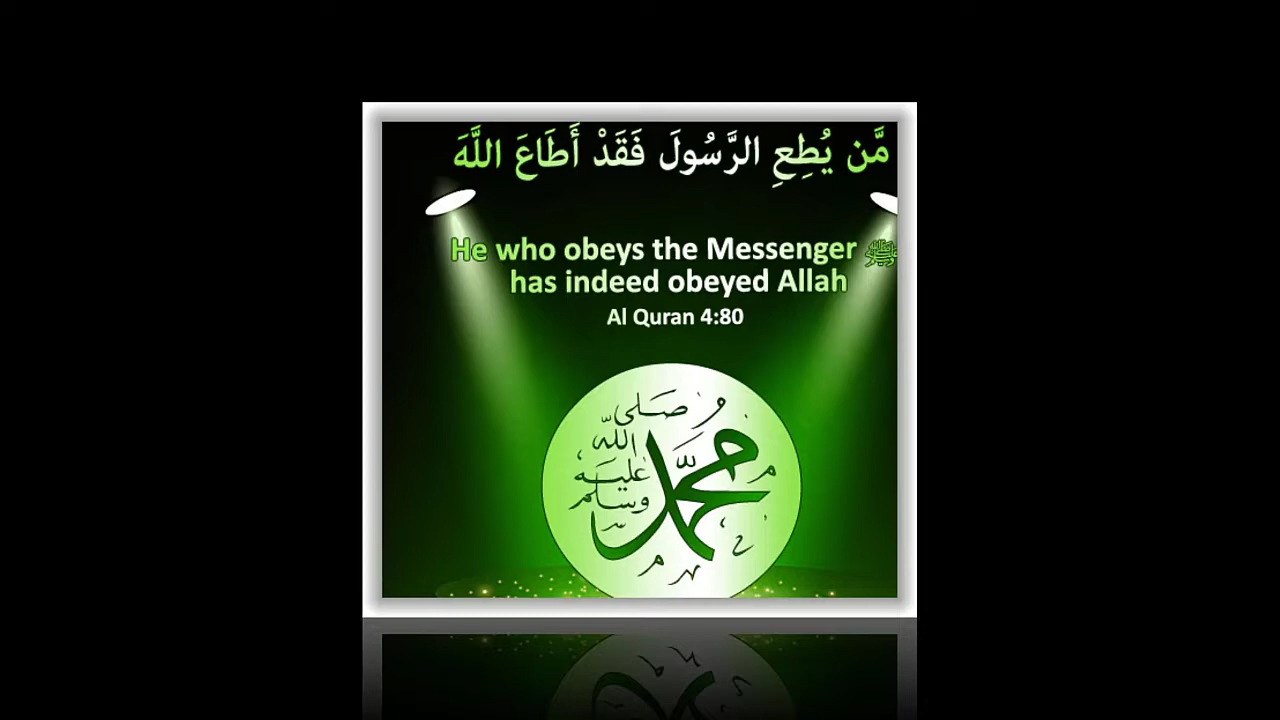 مَّن يُطِعِ الرَّسُولَ فَقَدْ أَطَاعَ اللَّهَ
He who obeys the Messenger ﷺ
has indeed obeyed Allah
Al Quran 4:80
محمد
صلى
الله
عليه
وسلم